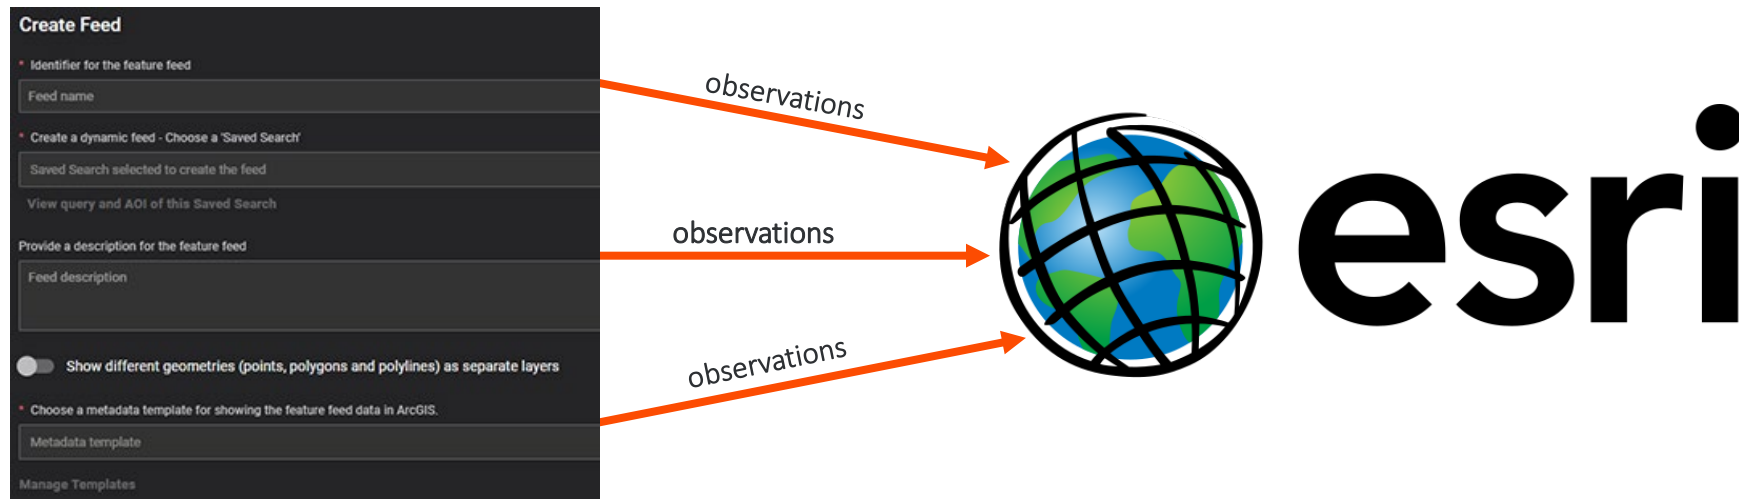 Create Feed
* Identifier for the feature feed
Feed name
* Create a dynamic feed - Choose a 'Saved Search'
Saved Search selected to create the feed
View query and AOI of this Saved Search
Provide a description for the feature feed
Feed description
Show different geometries (points, polygons and polylines) as separate layers
* Choose a metadata template for showing the feature feed data in ArcGIS.
Metadata template
Manage Templates
observations
observations
observations
esri